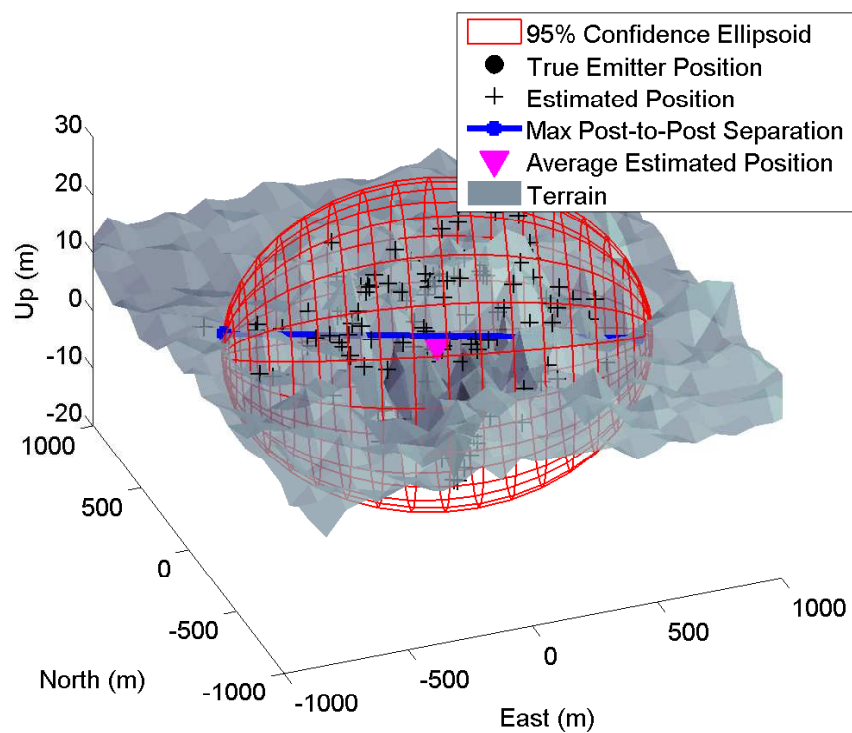 95% Confidence Ellipsoid
True Emitter Position
Estimated Position
Max Post-to-Post Separation
Average Estimated Position
Terrain
30
20
10
0
-10
-20
Up (m)
1000
500
0
-500
-1000
North (m)
-1000
-500
0
500
1000
East (m)